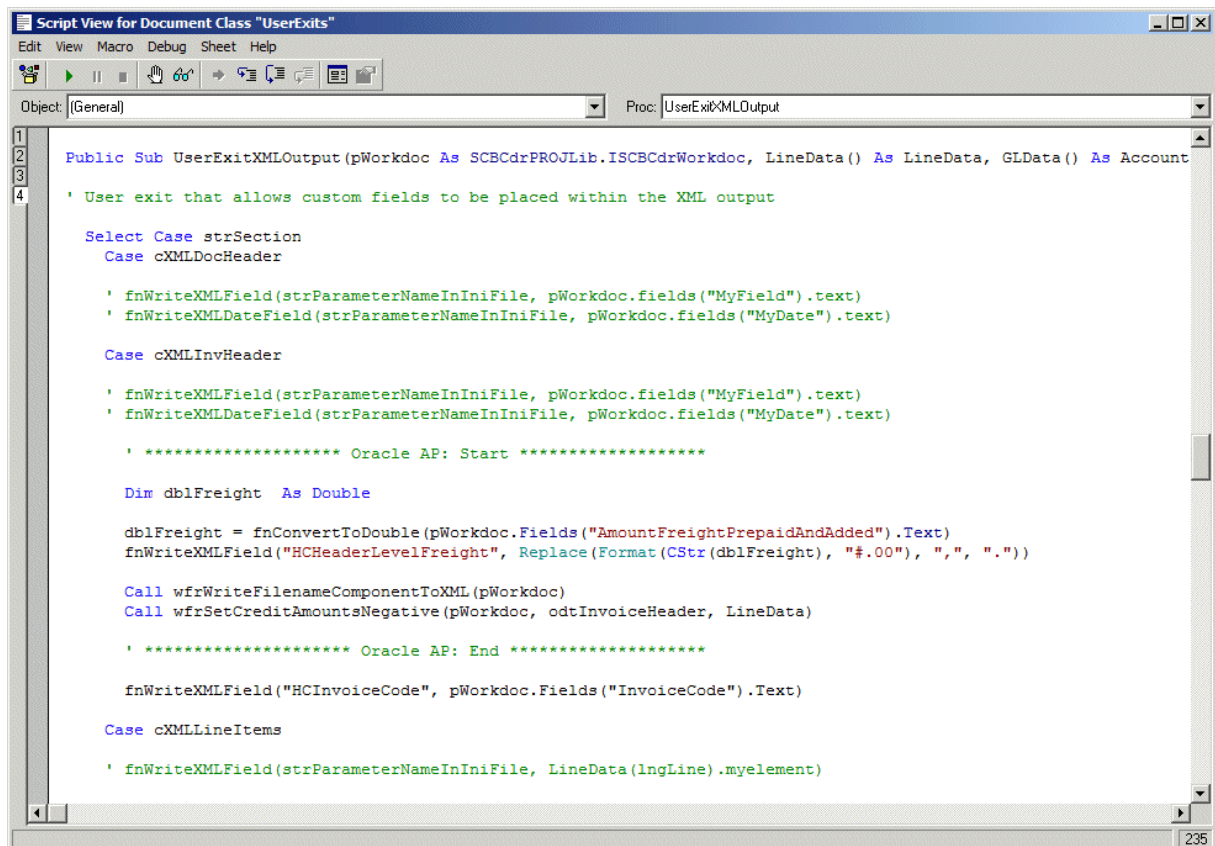 Script View for Document Class "UserExits"
Edit View Macro Debug Sheet Help
Object: (General) Proc: UserExitXMLOutput
1
2
3
4
Public Sub UserExitXMLOutput(pWorkdoc As SCBCdrPROJLib.ISCBCdrWorkdoc, LineData() As LineData, GLData() As Account
' User exit that allows custom fields to be placed within the XML output
Select Case strSection
Case cXMLDocHeader
' fnWriteXMLField(strParameterNameInIniFile, pWorkdoc.fields("MyField").text)
' fnWriteXMLDateField(strParameterNameInIniFile, pWorkdoc.fields("MyDate").text)
Case cXMLInvHeader
' fnWriteXMLField(strParameterNameInIniFile, pWorkdoc.fields("MyField").text)
' fnWriteXMLDateField(strParameterNameInIniFile, pWorkdoc.fields("MyDate").text)
' ******************** Oracle AP: Start *******************
Dim dblFreight  As Double
dblFreight = fnConvertToDouble(pWorkdoc.Fields("AmountFreightPrepaidAndAdded").Text)
fnWriteXMLField("HCHeaderLevelFreight", Replace(Format(CStr(dblFreight), "#.00"), ",", "."))
Call wfrWriteFilenameComponentToXML(pWorkdoc)
Call wfrSetCreditAmountsNegative(pWorkdoc, odtInvoiceHeader, LineData)
' ********************* Oracle AP: End ********************
fnWriteXMLField("HCInvoiceCode", pWorkdoc.Fields("InvoiceCode").Text)
Case cXMLLineItems
' fnWriteXMLField(strParameterNameInIniFile, LineData(lngLine).myelement)
235